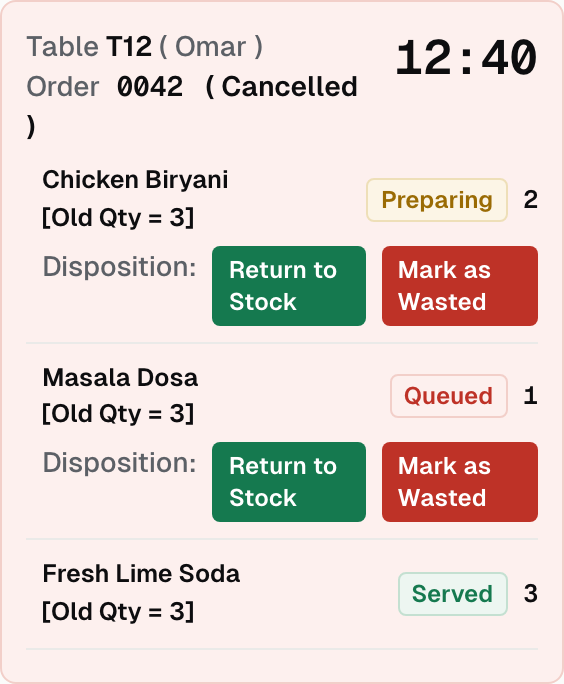 Table T12 ( Omar )
12:40
Order 0042 ( Cancelled
)
Chicken Biryani
[Old Qty = 3]
Preparing 2
Disposition:
Return to
Stock
Mark as
Wasted
Masala Dosa
[Old Qty = 3]
Queued 1
Disposition:
Return to
Stock
Mark as
Wasted
Fresh Lime Soda
[Old Qty = 3]
Served 3